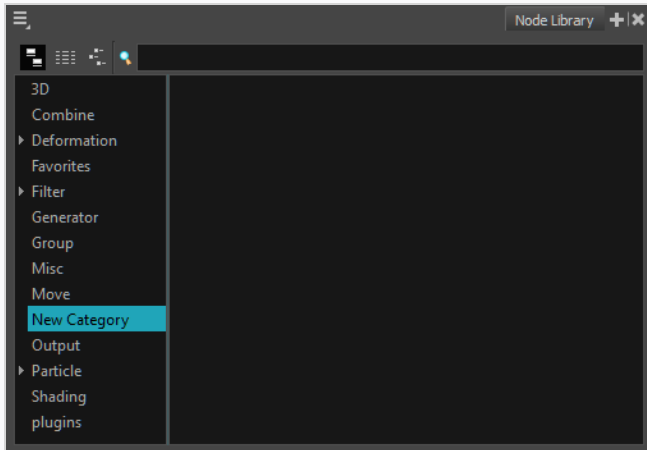 Node Library
3D
Combine
Deformation
Favorites
Filter
Generator
Group
Misc
Move
New Category
Output
Particle
Shading
plugins